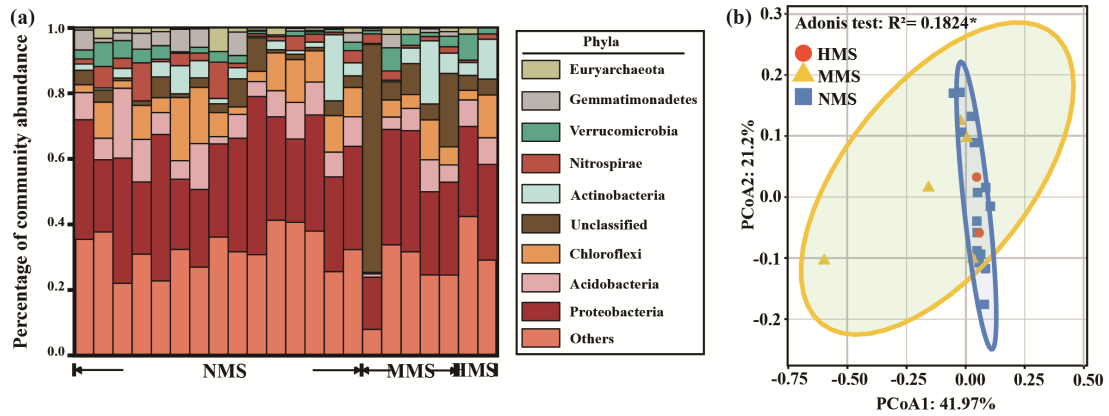 (a)
Percentage of community abundance
1.0
0.8
0.6
0.4
0.2
0.0
NMS
MMS
HMS
Phyla
Euryarchaeota
Gemmatimonadetes
Verrucomicrobia
Nitrospirae
Actinobacteria
Unclassified
Chloroflexi
Acidobacteria
Proteobacteria
Others
(b)
Adonis test: R²= 0.1824*
HMS
MMS
NMS
PCoA2: 21.2%
0.3
0.2
0.1
0.0
-0.1
-0.2
-0.75
-0.50
-0.25
0.00
0.25
0.50
PCoA1: 41.97%